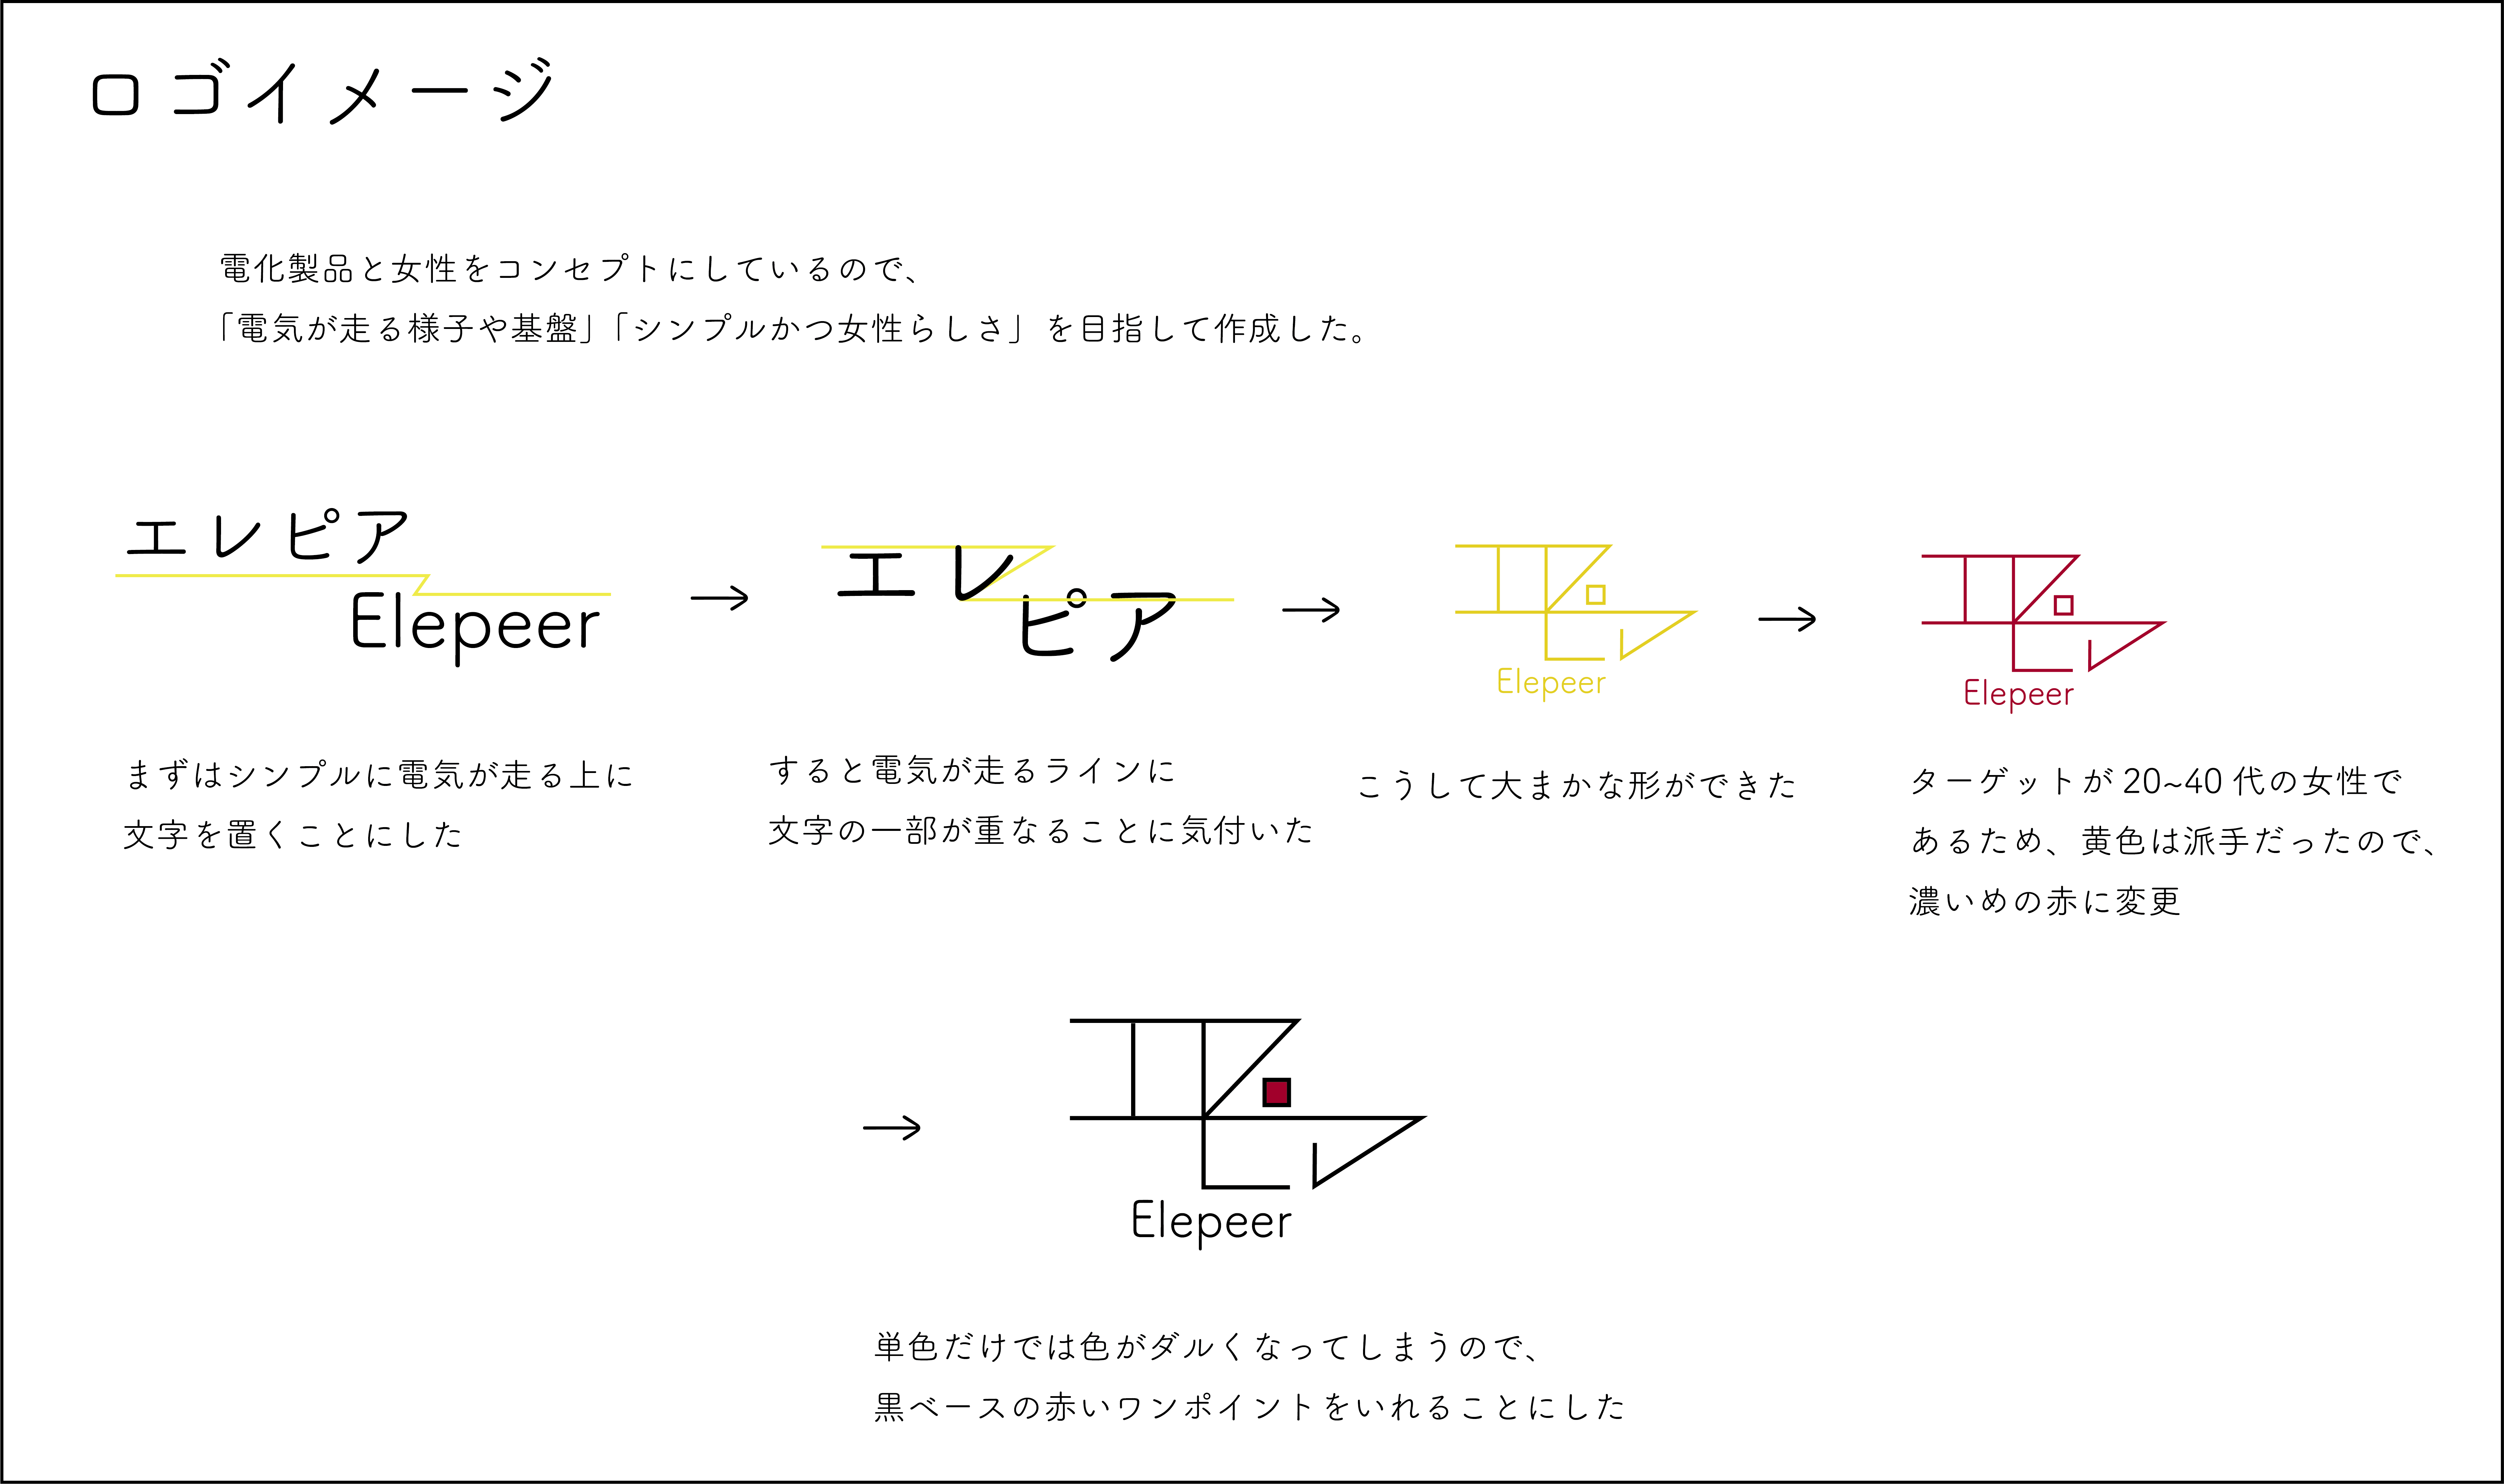 ロゴイメージ
電化製品と女性をコンセプトにしているので、
「電気が走る様子や基盤」「シンプルかつ女性らしさ」を目指して作成した。
エレピア
Elepeer
まずはシンプルに電気が走る上に
文字を置くことにした
→
エレ
ピア
すると電気が走るラインに
文字の一部が重なることに気付いた
→
Elepeer
こうして大まかな形ができた
→
Elepeer
ターゲットが20~40代の女性で
あるため、黄色は派手だったので、
濃いめの赤に変更
→
Elepeer
単色だけでは色がダルくなってしまうので、
黒ベースの赤いワンポイントをいれることにした